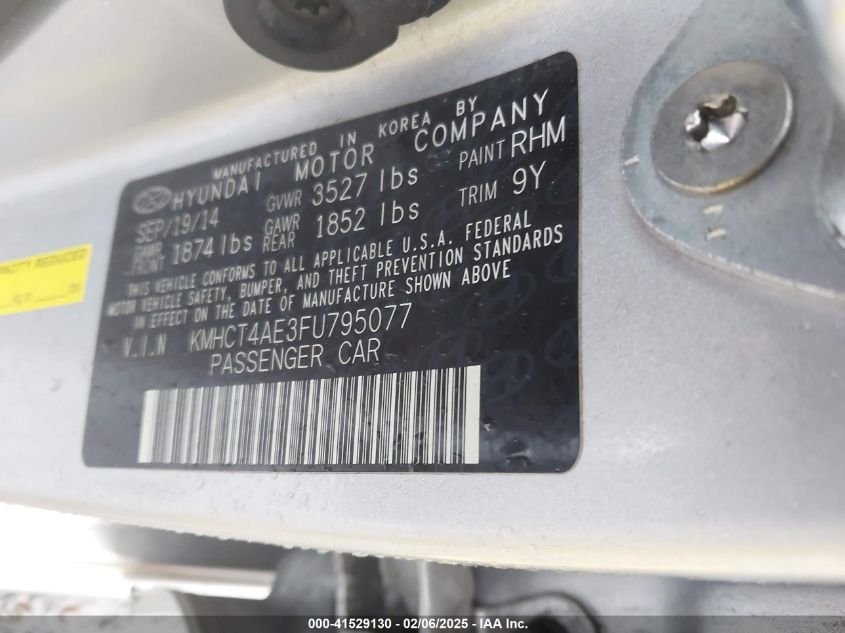 MANUFACTURED IN KOREA BY
HYUNDAI MOTOR COMPANY
SEP/19/14 GVWR 3527 lbs PAINT RHM
GAWR FRONT 1874 lbs GAWR REAR 1852 lbs TRIM 9Y
THIS VEHICLE CONFORMS TO ALL APPLICABLE U.S.A. FEDERAL
MOTOR VEHICLE SAFETY, BUMPER, AND THEFT PREVENTION STANDARDS
IN EFFECT ON THE DATE OF MANUFACTURE SHOWN ABOVE
V.I.N KMHCT4AE3FU795077
PASSENGER CAR
REDUCED
000-41529130 - 02/06/2025 - IAA Inc.